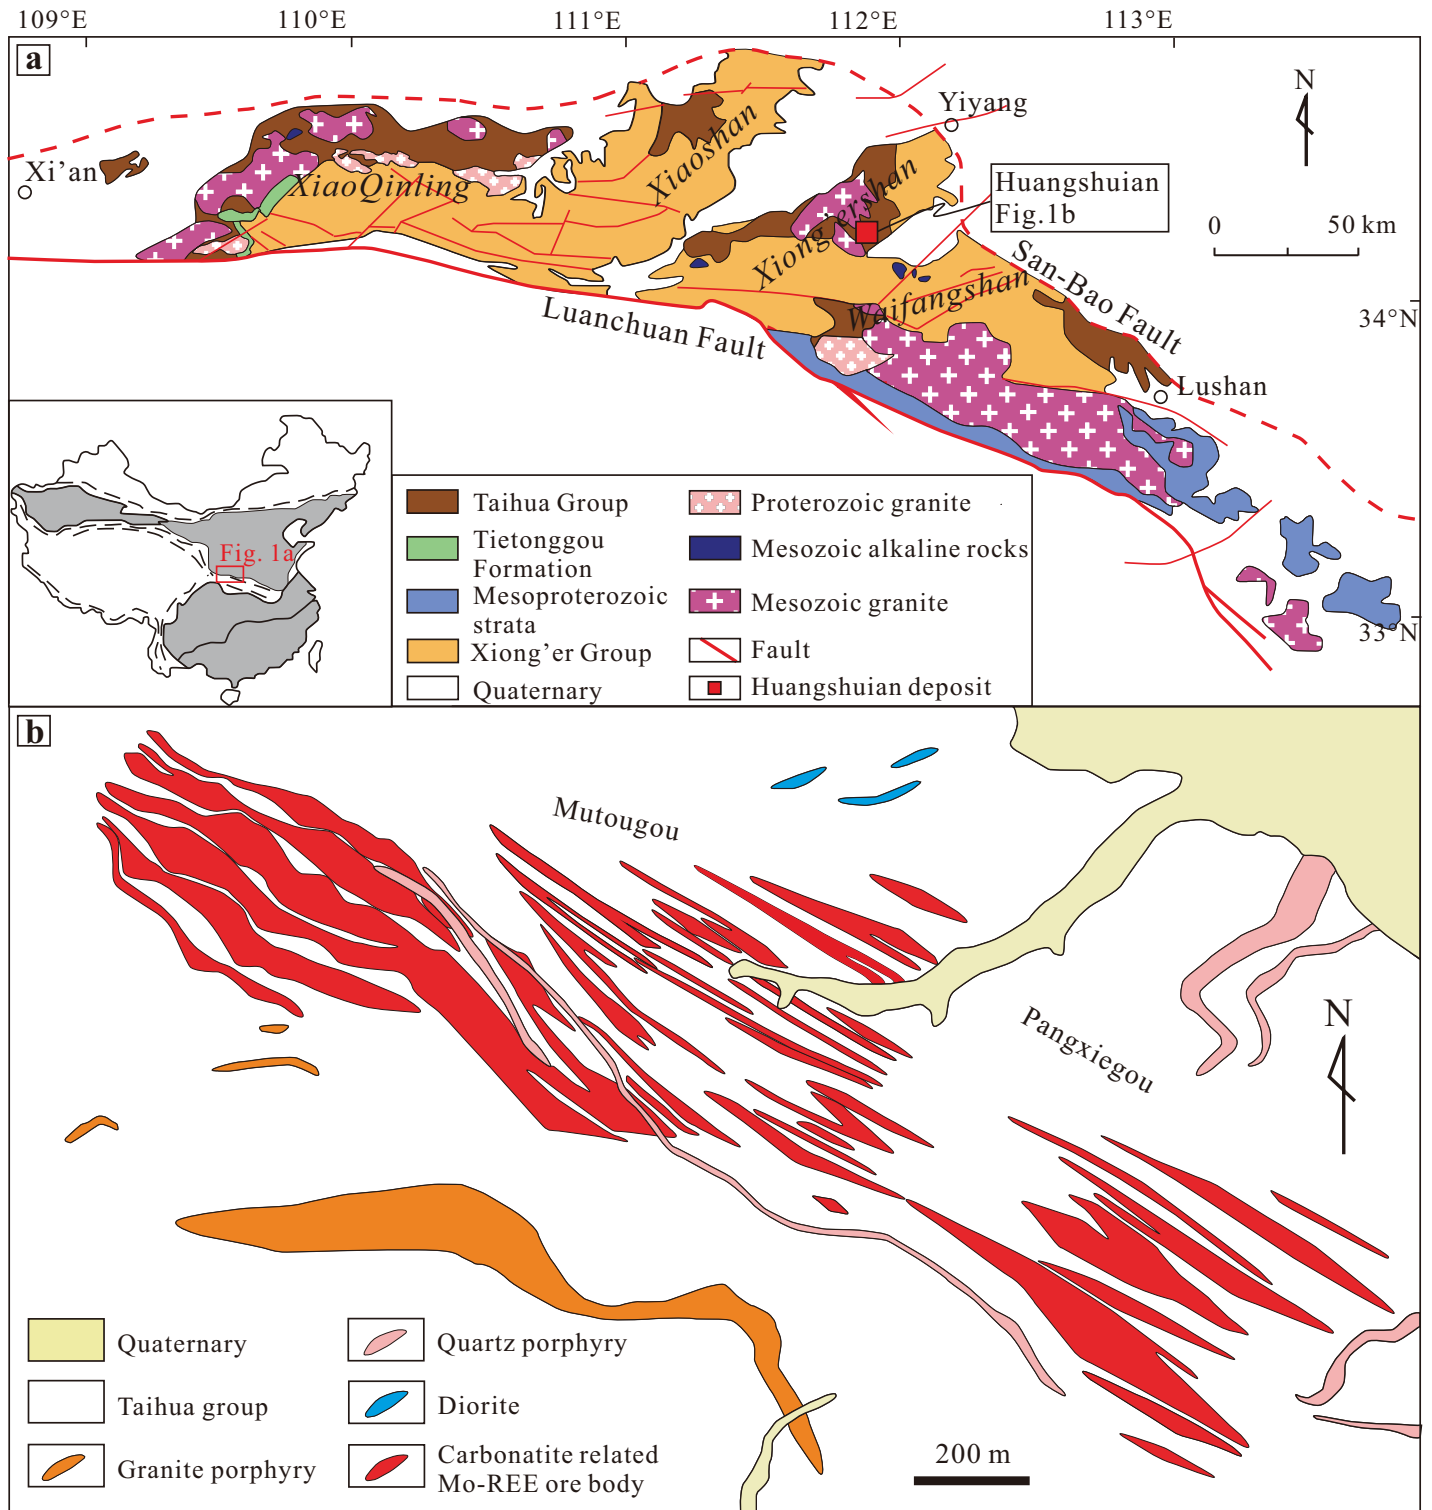 109°E 110°E 111°E 112°E 113°E
a
N
Yiyang
Xi’an
Huangshuian
Fig.1b
XiaoQinling
Xiaoshan
Xiong ershan
0 50 km
Waifangshan
San-Bao Fault
Luanchuan Fault
34°N
Lushan
Fig. 1a
Taihua Group
Tietonggou
Formation
Mesoproterozoic
strata
Xiong’er Group
Quaternary
Proterozoic granite
Mesozoic alkaline rocks
Mesozoic granite
Fault
Huangshuian deposit
33°N
b
Mutougou
Pangxiegou
N
Quaternary
Taihua group
Granite porphyry
Quartz porphyry
Diorite
Carbonatite related
Mo-REE ore body
200 m